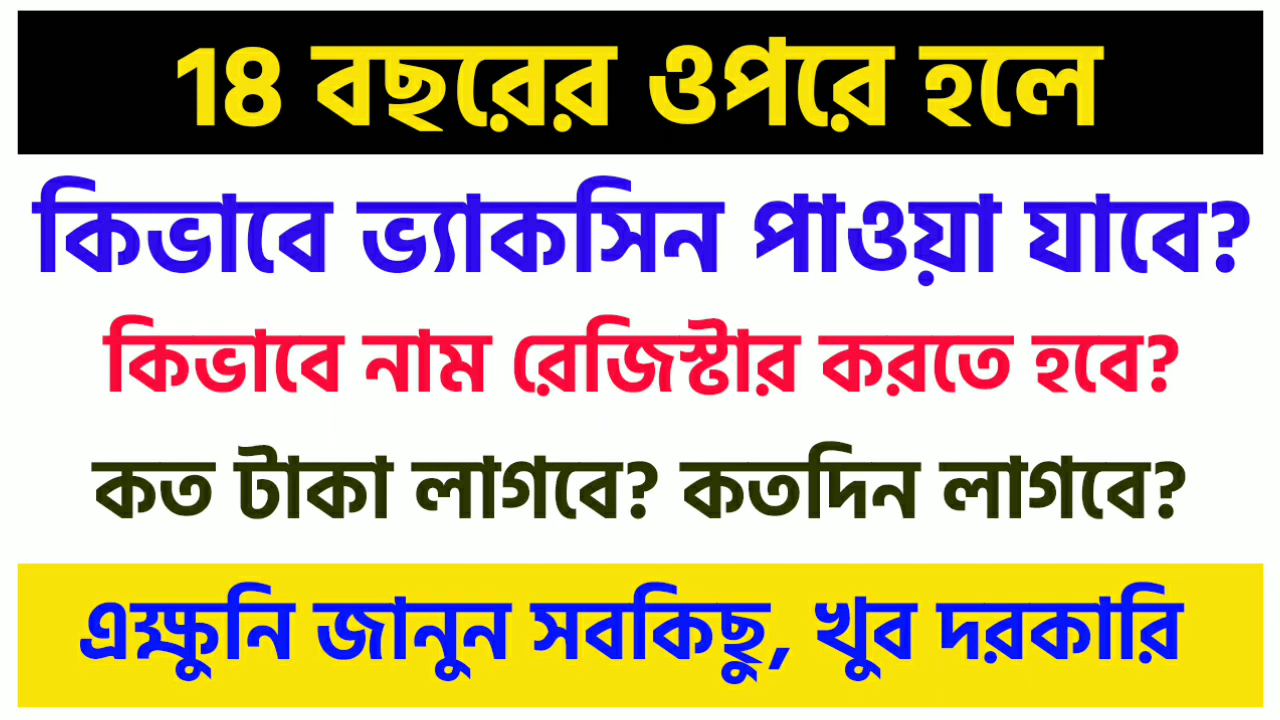 18 বছরের ওপরে হলে
কিভাবে ভ্যাকসিন পাওয়া যাবে?
কিভাবে নাম রেজিস্টার করতে হবে?
কত টাকা লাগবে? কতদিন লাগবে?
এক্ষুনি জানুন সবকিছু, খুব দরকারি